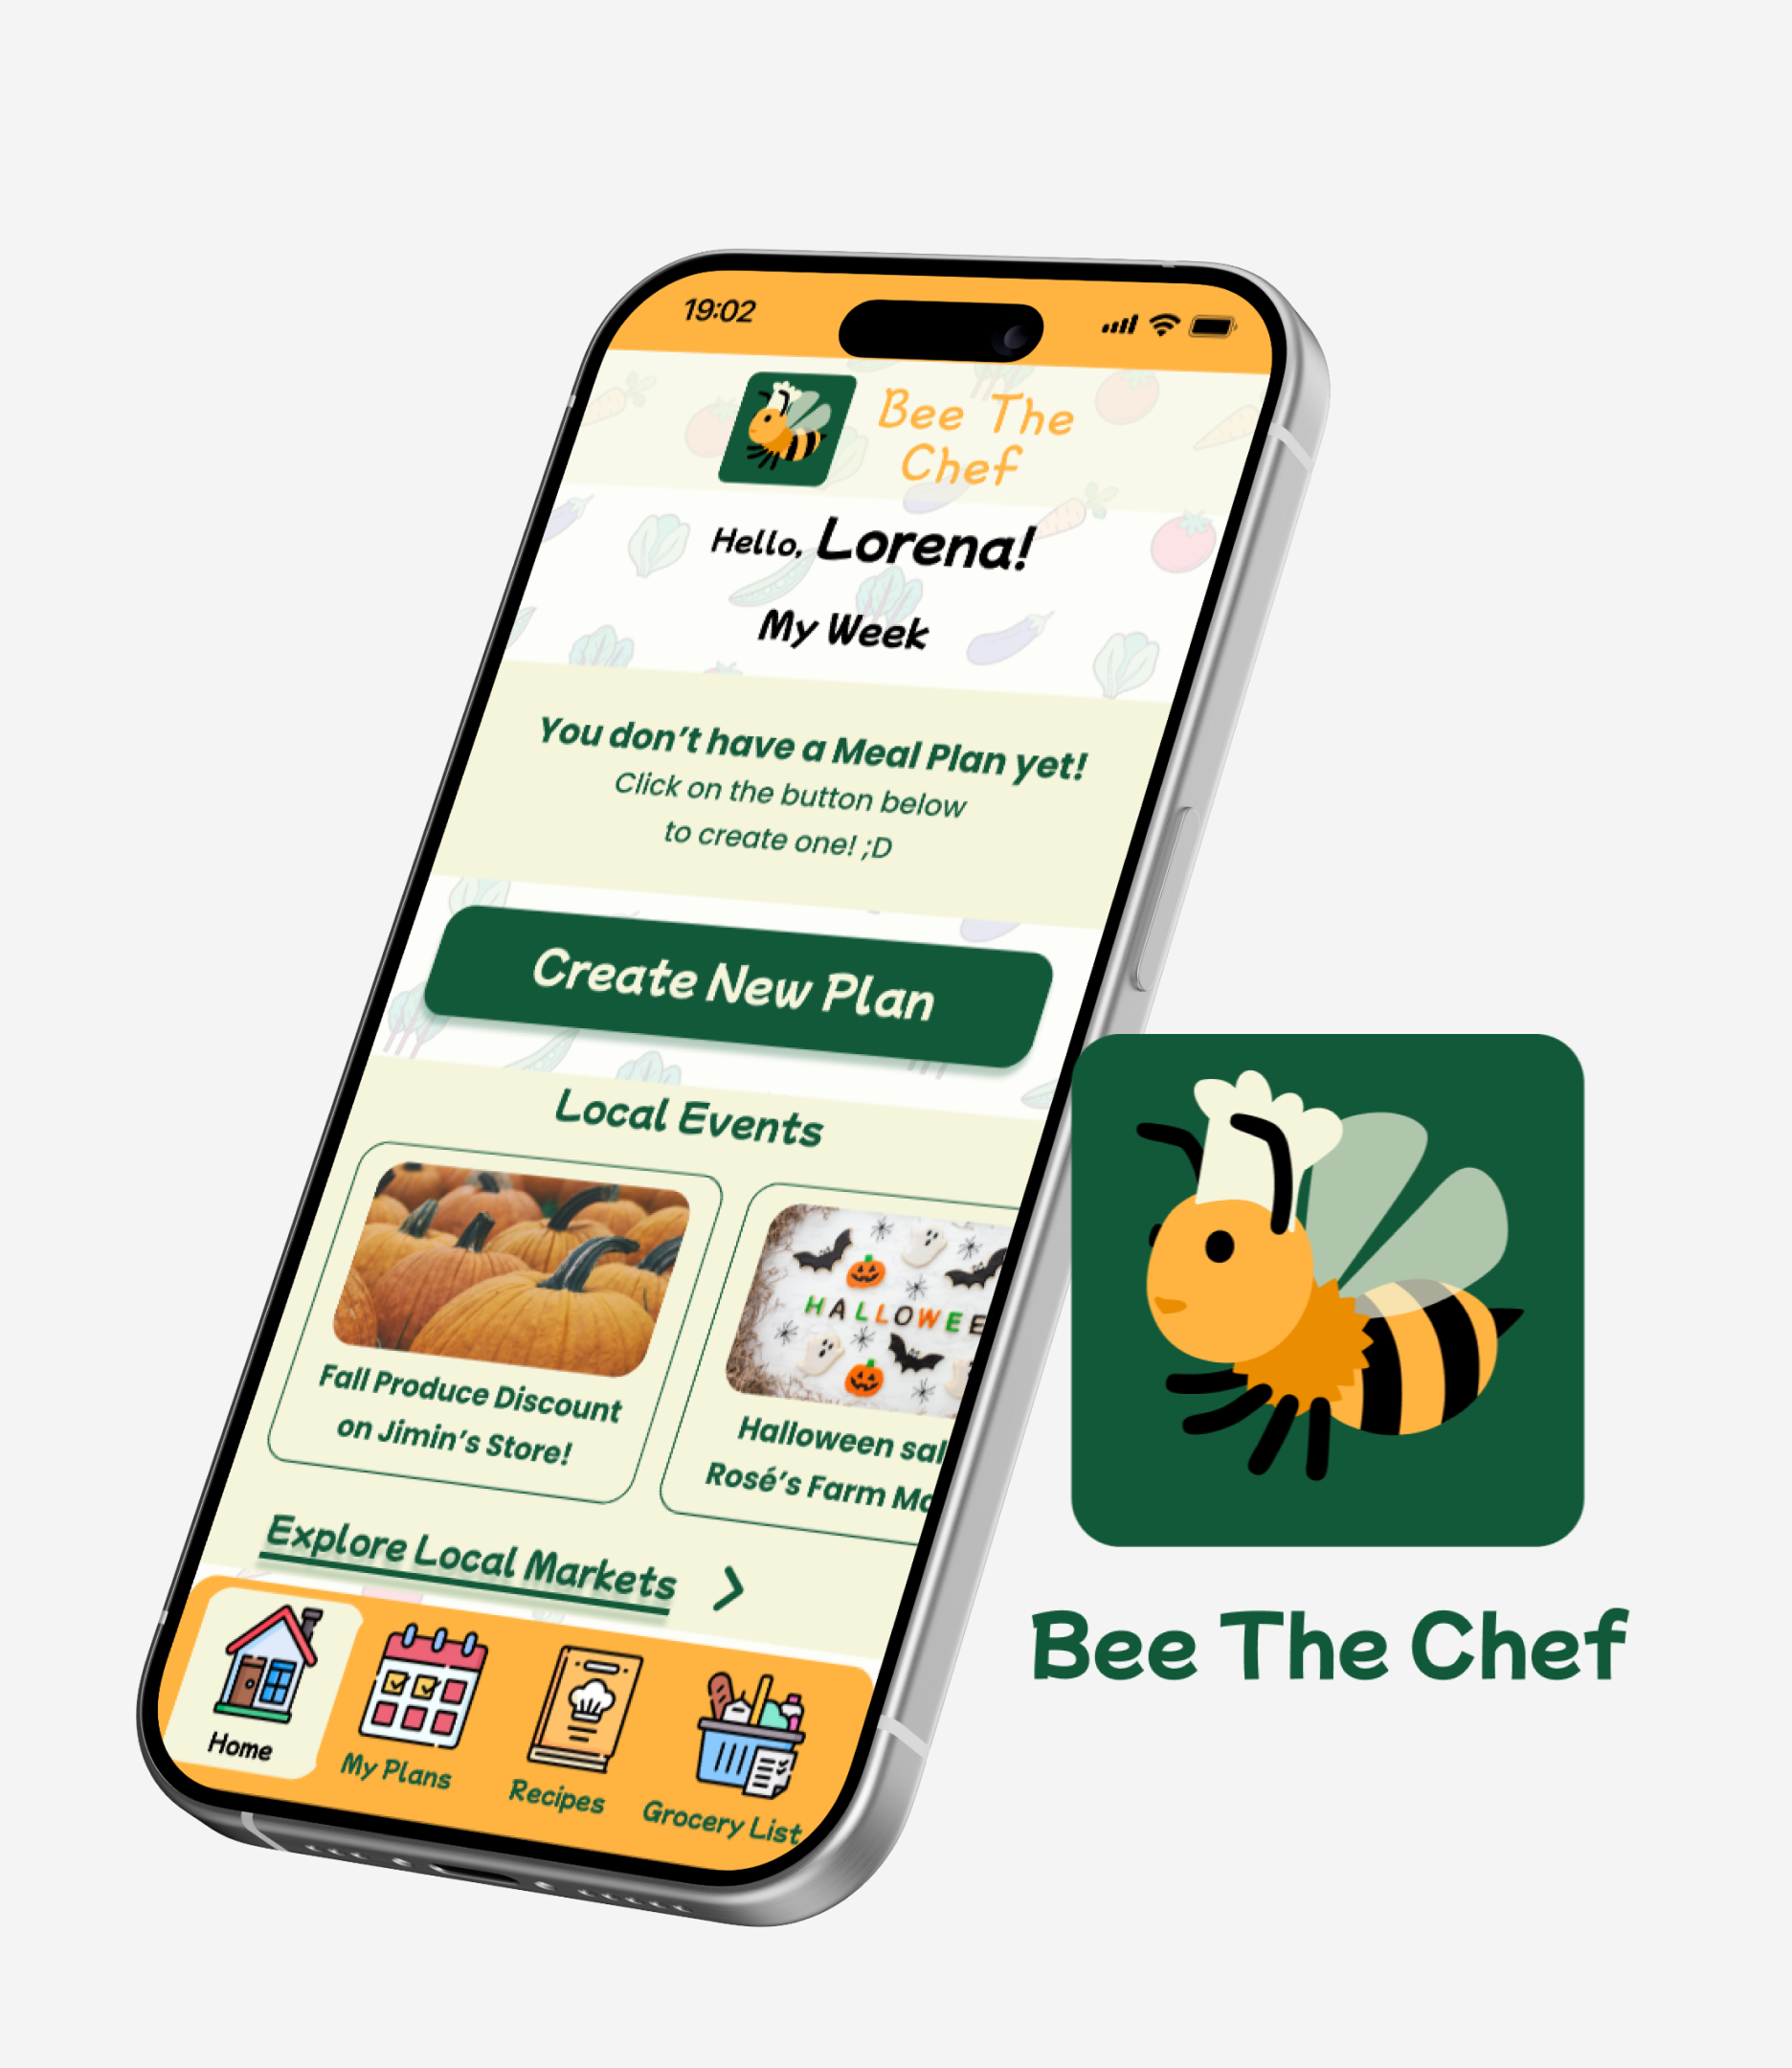 19:02
Bee The
Chef
Hello, Lorena!
My Week
You don't have a Meal Plan yet!
Click on the button below
to create one! ;D
Create New Plan
Local Events
HALLOWEE
Fall Produce Discount
on Jimin's Store!
Halloween sal
Rosé's Farm Ma
Explore Local Markets
Home
My Plans
Recipes
Grocery List
Bee The Chef